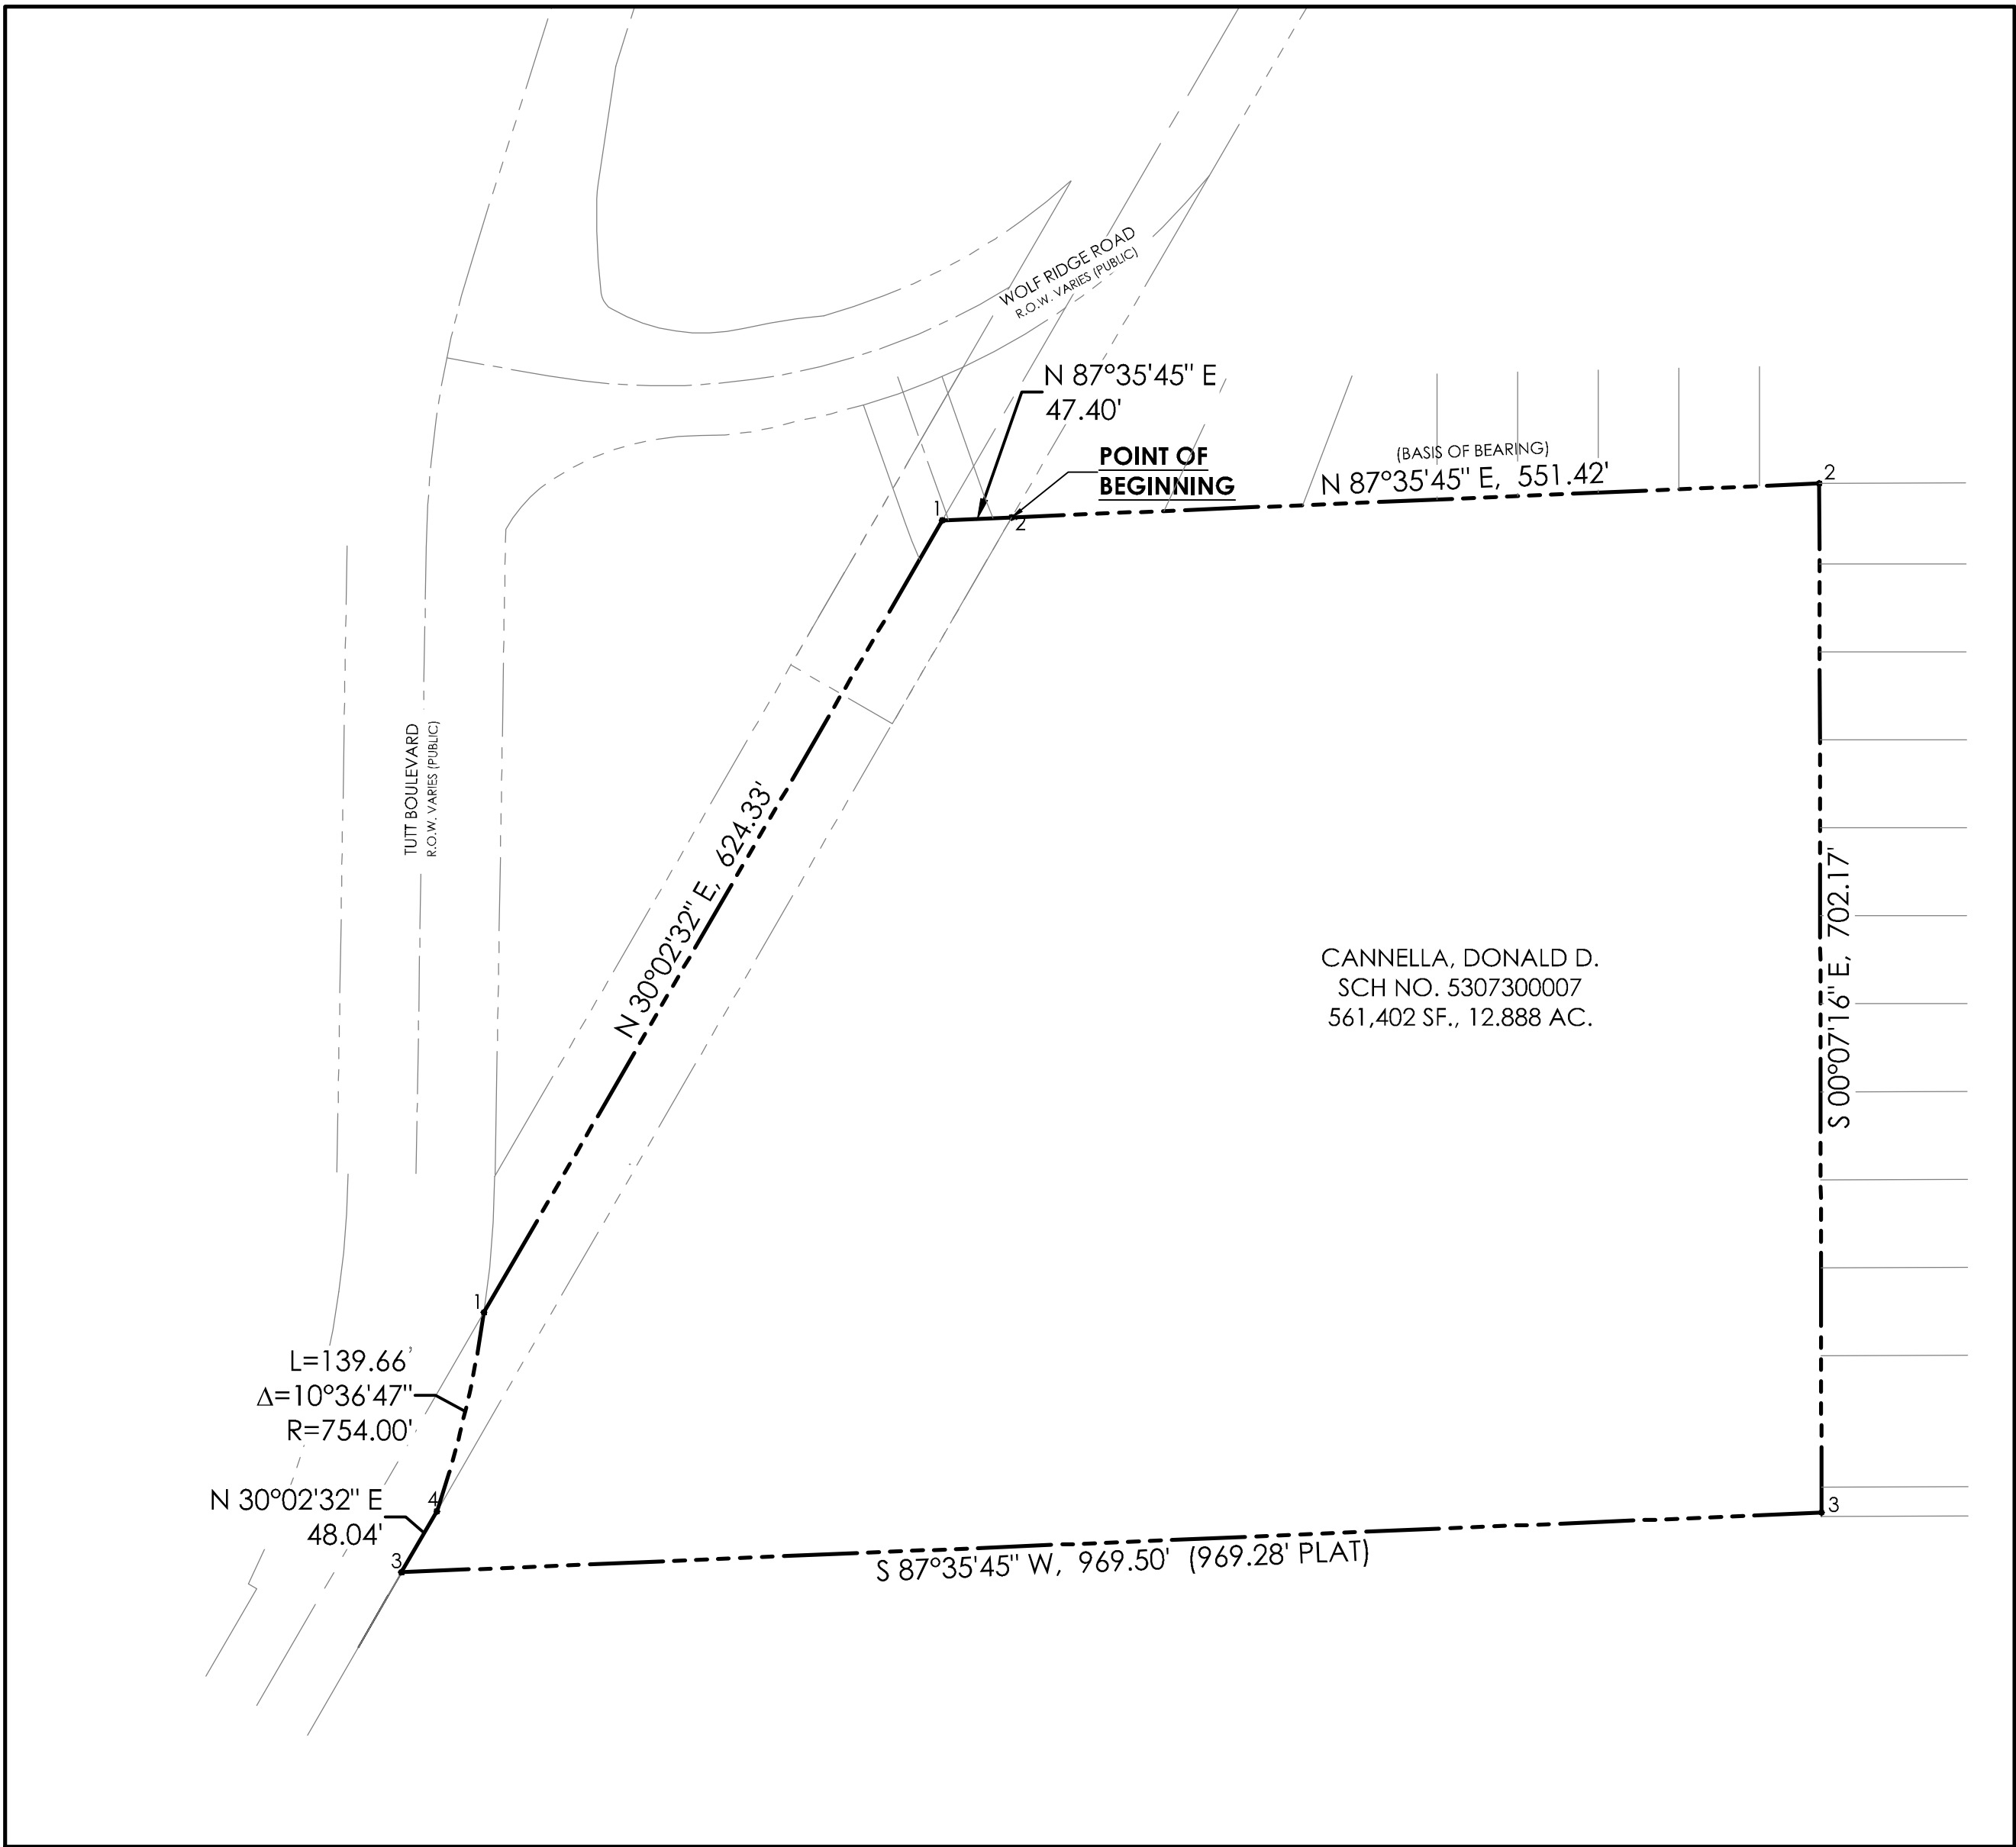 WOLF RIDGE ROAD
R.O.W. VARIES (PUBLIC)
N 87°35'45" E
47.40'
POINT OF
BEGINNING
(BASIS OF BEARING)
N 87°35'45" E, 551.42'
2
1
2
TUTT BOULEVARD
R.O.W. VARIES (PUBLIC)
N 30°02'32" E, 624.33'
CANNELLA, DONALD D.
SCH NO. 5307300007
561,402 SF., 12.888 AC.
S 00°07'16" E, 702.17'
1
L=139.66'
Δ=10°36'47"
R=754.00'
N 30°02'32" E
48.04'
4
3
3
S 87°35'45" W, 969.50' (969.28' PLAT)